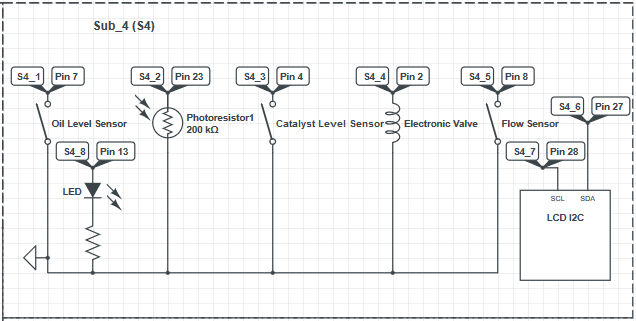 Sub_4 (S4)
S4_1 Pin 7
S4_2 Pin 23
S4_3 Pin 4
S4_4 Pin 2
S4_5 Pin 8
S4_6 Pin 27
Oil Level Sensor
Photoresistor1
200 kΩ
Catalyst Level Sensor
Electronic Valve
Flow Sensor
S4_8 Pin 13
S4_7 Pin 28
LED
SCL SDA
LCD I2C